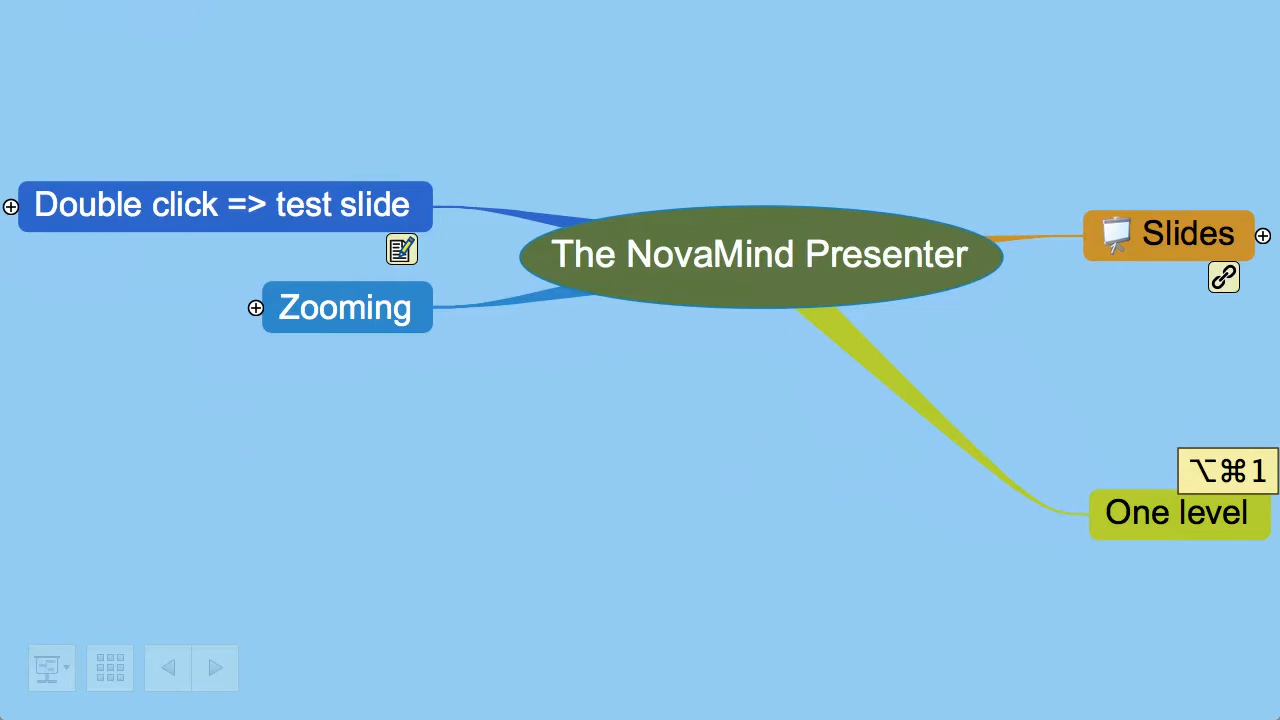 Double click => test slide
The NovaMind Presenter
Slides
Zooming
⌥⌘1
One level